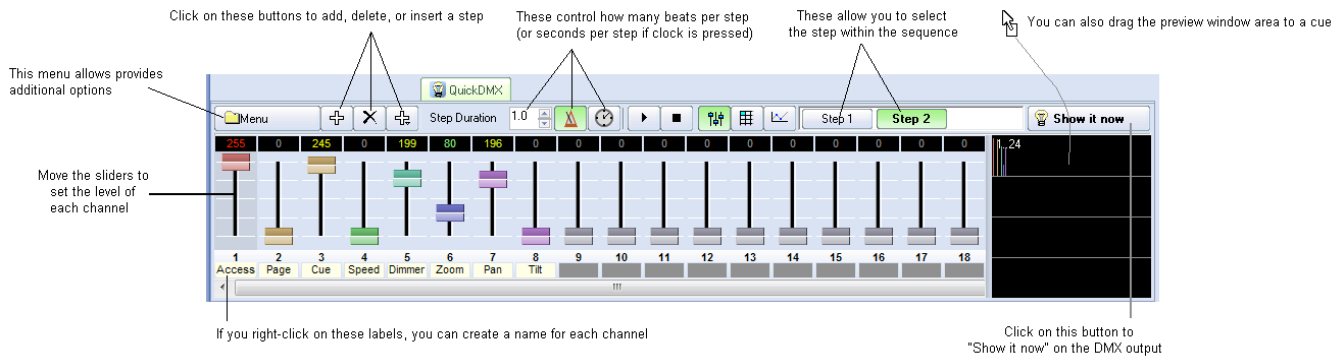 Click on these buttons to add, delete, or insert a step
These control how many beats per step
(or seconds per step if clock is pressed)
These allow you to select
the step within the sequence
You can also drag the preview window area to a cue
This menu allows provides
additional options
QuickDMX
Menu
Step Duration
1.0
Step 1
Step 2
Show it now
255 0 245 0 199 80 196 0 0 0 0 0 0 0 0 0 0 0
1..24
Move the sliders to
set the level of
each channel
1 2 3 4 5 6 7 8 9 10 11 12 13 14 15 16 17 18
Access Page Cue Speed Dimmer Zoom Pan Tilt
If you right-click on these labels, you can create a name for each channel
Click on this button to
"Show it now" on the DMX output